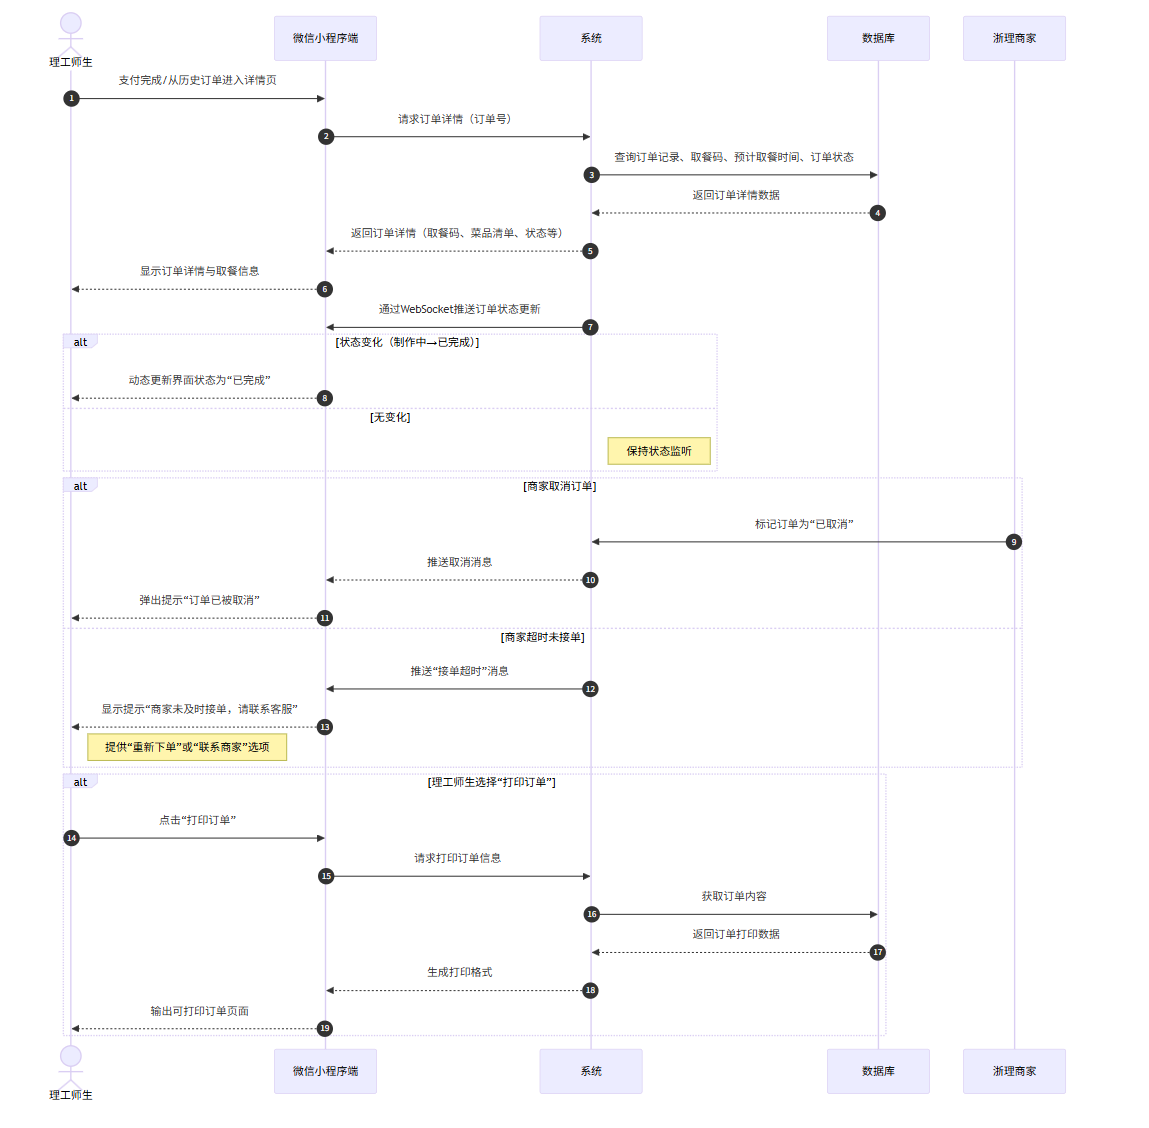 理工师生
微信小程序端
系统
数据库
浙理商家
支付完成/从历史订单进入详情页
1
请求订单详情（订单号）
2
查询订单记录、取餐码、预计取餐时间、订单状态
3
返回订单详情数据
4
返回订单详情（取餐码、菜品清单、状态等）
5
显示订单详情与取餐信息
6
通过WebSocket推送订单状态更新
7
alt
[状态变化（制作中→已完成）]
动态更新界面状态为“已完成”
8
[无变化]
保持状态监听
alt
[商家取消订单]
标记订单为“已取消”
9
推送取消消息
10
弹出提示“订单已被取消”
11
[商家超时未接单]
推送“接单超时”消息
12
显示提示“商家未及时接单，请联系客服”
13
提供“重新下单”或“联系商家”选项
alt
[理工师生选择“打印订单”]
点击“打印订单”
14
请求打印订单信息
15
获取订单内容
16
返回订单打印数据
17
生成打印格式
18
输出可打印订单页面
19
理工师生
微信小程序端
系统
数据库
浙理商家